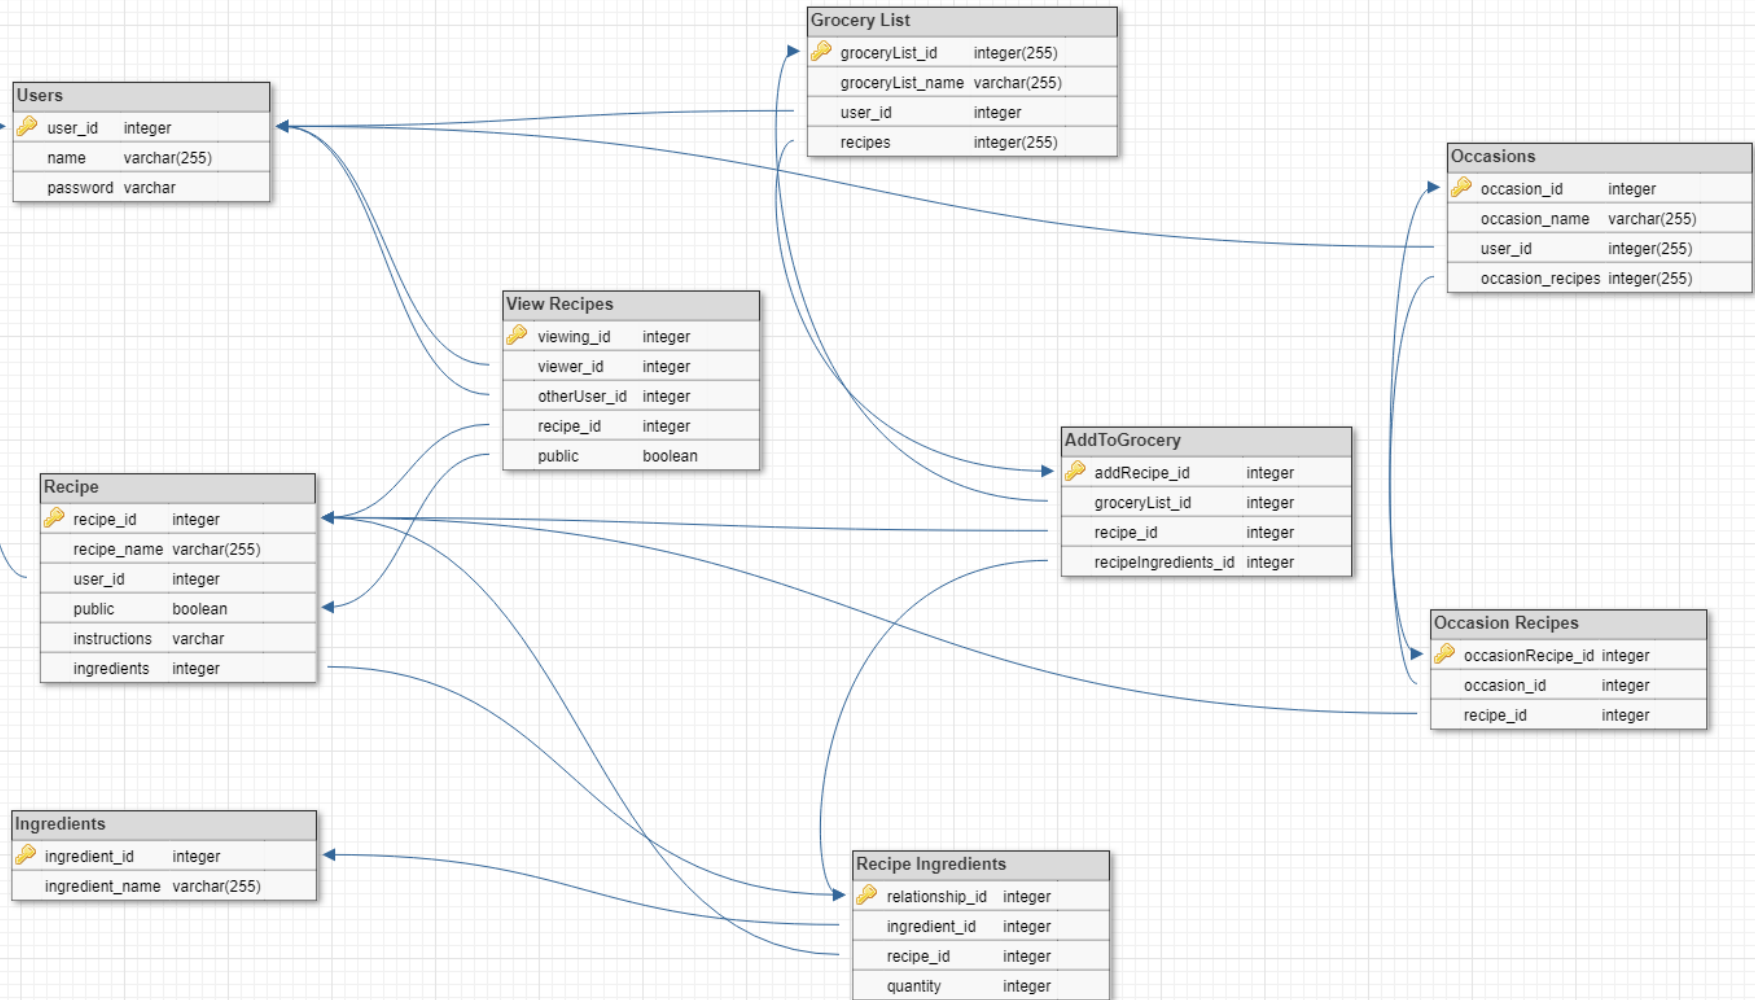 Grocery List
groceryList_id integer(255)
groceryList_name varchar(255)
user_id integer
recipes integer(255)
Users
user_id integer
name varchar(255)
password varchar
Occasions
occasion_id integer
occasion_name varchar(255)
user_id integer(255)
occasion_recipes integer(255)
View Recipes
viewing_id integer
viewer_id integer
otherUser_id integer
recipe_id integer
public boolean
AddToGrocery
addRecipe_id integer
groceryList_id integer
recipe_id integer
recipeIngredients_id integer
Recipe
recipe_id integer
recipe_name varchar(255)
user_id integer
public boolean
instructions varchar
ingredients integer
Occasion Recipes
occasionRecipe_id integer
occasion_id integer
recipe_id integer
Ingredients
ingredient_id integer
ingredient_name varchar(255)
Recipe Ingredients
relationship_id integer
ingredient_id integer
recipe_id integer
quantity integer